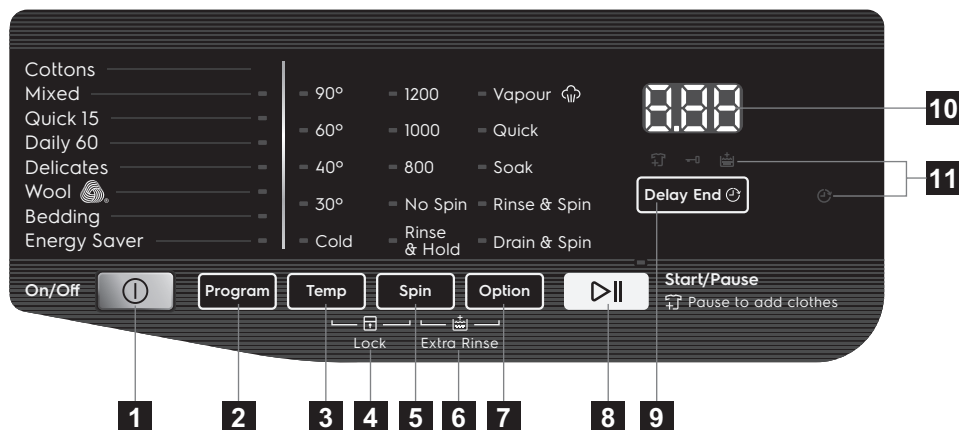 Cottons
Mixed
Quick 15
Daily 60
Delicates
Wool
Bedding
Energy Saver
90°
60°
40°
30°
Cold
1200
1000
800
No Spin
Rinse
& Hold
Vapour
Quick
Soak
Rinse & Spin
Drain & Spin
8.88
Delay End
On/Off
Program
Temp
Spin
Option
Start/Pause
Pause to add clothes
Lock
Extra Rinse
1
2
3
4
5
6
7
8
9
10
11